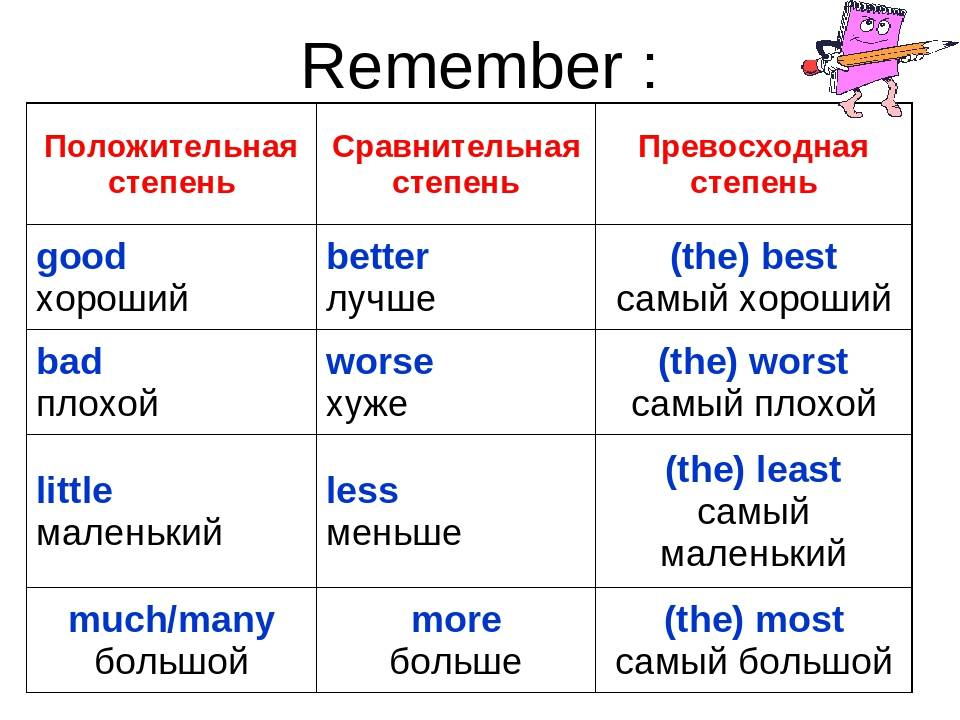 Remember :
Положительная
степень
Сравнительная
степень
Превосходная
степень
good
хороший
better
лучше
(the) best
самый хороший
bad
плохой
worse
хуже
(the) worst
самый плохой
little
маленький
less
меньше
(the) least
самый
маленький
much/many
большой
more
больше
(the) most
самый большой